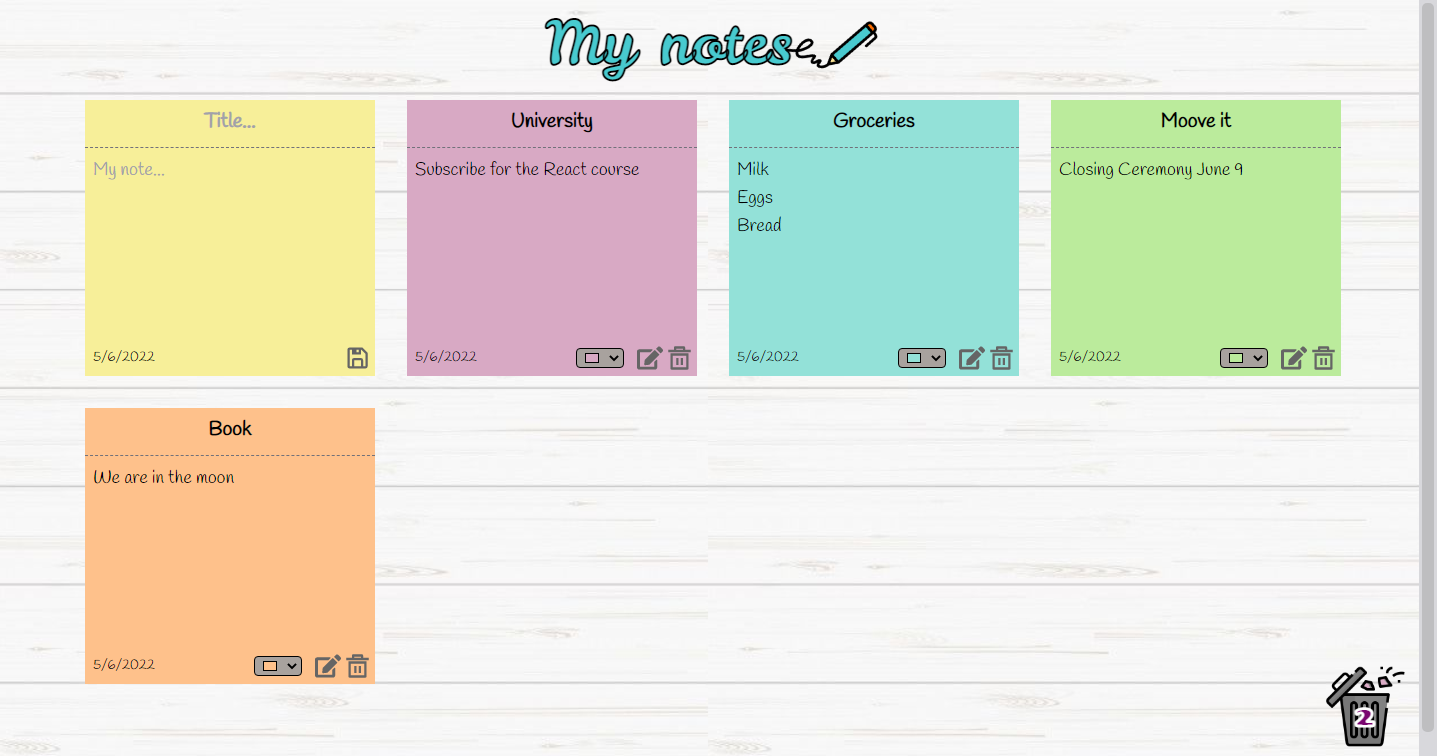 My notes
Title...
My note...
5/6/2022
University
Subscribe for the React course
5/6/2022
Groceries
Milk
Eggs
Bread
5/6/2022
Moove it
Closing Ceremony June 9
5/6/2022
Book
We are in the moon
5/6/2022
2